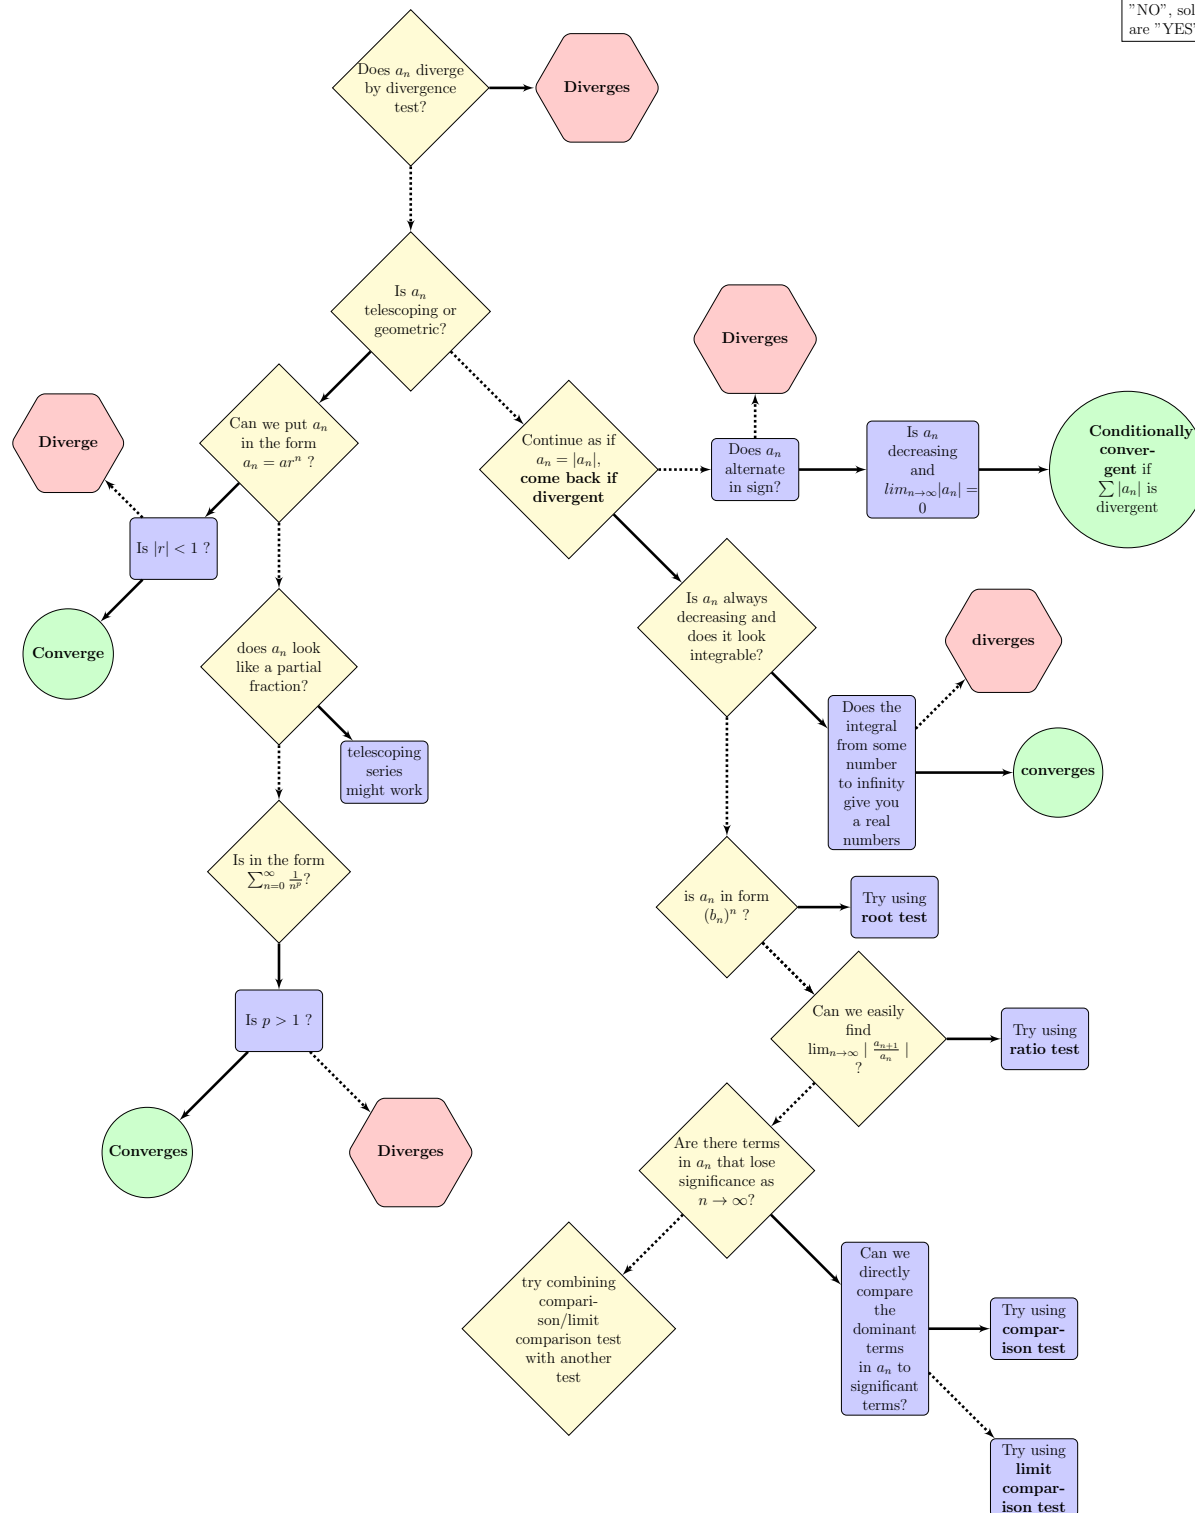 "NO", sol
are "YES"
Does aₙ diverge
by divergence
test?
Diverges
Is aₙ
telescoping or
geometric?
Diverges
Can we put aₙ
in the form
aₙ = arⁿ ?
Diverge
Continue as if
aₙ = |aₙ|,
come back if
divergent
Does aₙ
alternate
in sign?
Is aₙ
decreasing
and
limₙ→∞|aₙ| =
0
Conditionally
conver-
gent if
∑ |aₙ| is
divergent
Is |r| < 1 ?
Converge
Is aₙ always
decreasing and
does it look
integrable?
diverges
does aₙ look
like a partial
fraction?
telescoping
series
might work
Does the
integral
from some
number
to infinity
give you
a real
numbers
converges
Is in the form
∑_{n=0}^{∞} 1/n^p?
is aₙ in form
(bₙ)ⁿ ?
Try using
root test
Is p > 1 ?
Can we easily
find
limₙ→∞ | aₙ₊₁/aₙ |
?
Try using
ratio test
Converges
Diverges
Are there terms
in aₙ that lose
significance as
n → ∞?
try combining
compari-
son/limit
comparison test
with another
test
Can we
directly
compare
the
dominant
terms
in aₙ to
significant
terms?
Try using
compar-
ison test
Try using
limit
compar-
ison test